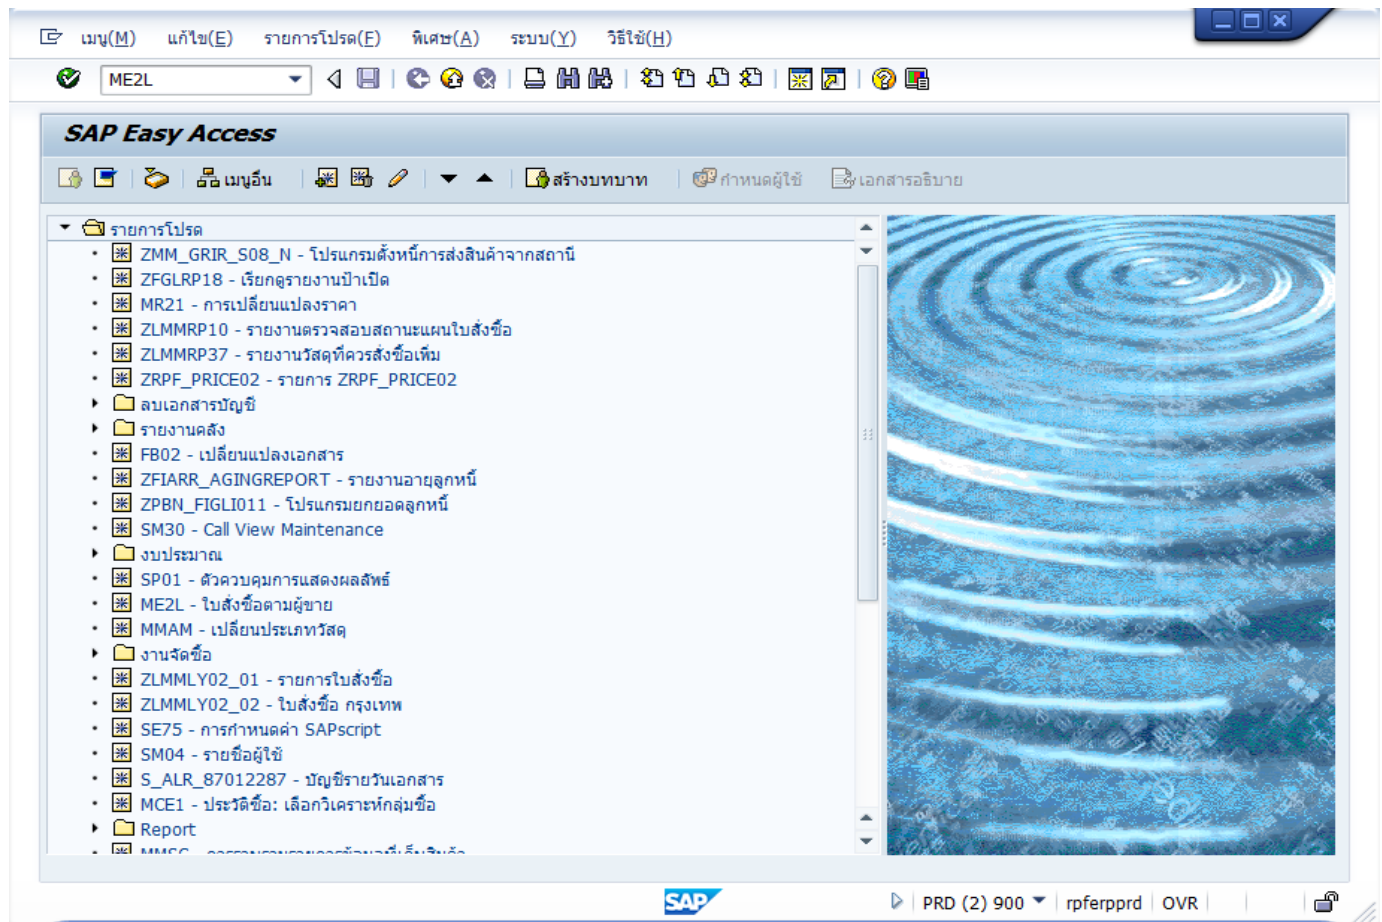 เมนู(M) แก้ไข(E) รายการโปรด(F) พิเศษ(A) ระบบ(Y) วิธีใช้(H)
ME2L
SAP Easy Access
เมนูอื่น สร้างบทบาท กำหนดผู้ใช้ เอกสารอธิบาย
รายการโปรด
ZMM_GRIR_S08_N - โปรแกรมตั้งหนี้การส่งสินค้าจากสถานี
ZFGLRP18 - เรียกดูรายงานป้าเปิด
MR21 - การเปลี่ยนแปลงราคา
ZLMMRP10 - รายงานตรวจสอบสถานะแผนใบสั่งซื้อ
ZLMMRP37 - รายงานวัสดุที่ควรสั่งซื้อเพิ่ม
ZRPF_PRICE02 - รายการ ZRPF_PRICE02
ลบเอกสารบัญชี
รายงานคลัง
FB02 - เปลี่ยนแปลงเอกสาร
ZFIARR_AGINGREPORT - รายงานอายุลูกหนี้
ZPBN_FIGLI011 - โปรแกรมยกยอดลูกหนี้
SM30 - Call View Maintenance
งบประมาณ
SP01 - ตัวควบคุมการแสดงผลลัพธ์
ME2L - ใบสั่งซื้อตามผู้ขาย
MMAM - เปลี่ยนประเภทวัสดุ
งานจัดซื้อ
ZLMMLY02_01 - รายการใบสั่งซื้อ
ZLMMLY02_02 - ใบสั่งซื้อ กรุงเทพ
SE75 - การกำหนดค่า SAPscript
SM04 - รายชื่อผู้ใช้
S_ALR_87012287 - บัญชีรายวันเอกสาร
MCE1 - ประวัติซื้อ: เลือกวิเคราะห์กลุ่มซื้อ
Report
SAP PRD (2) 900 rpferpprd OVR